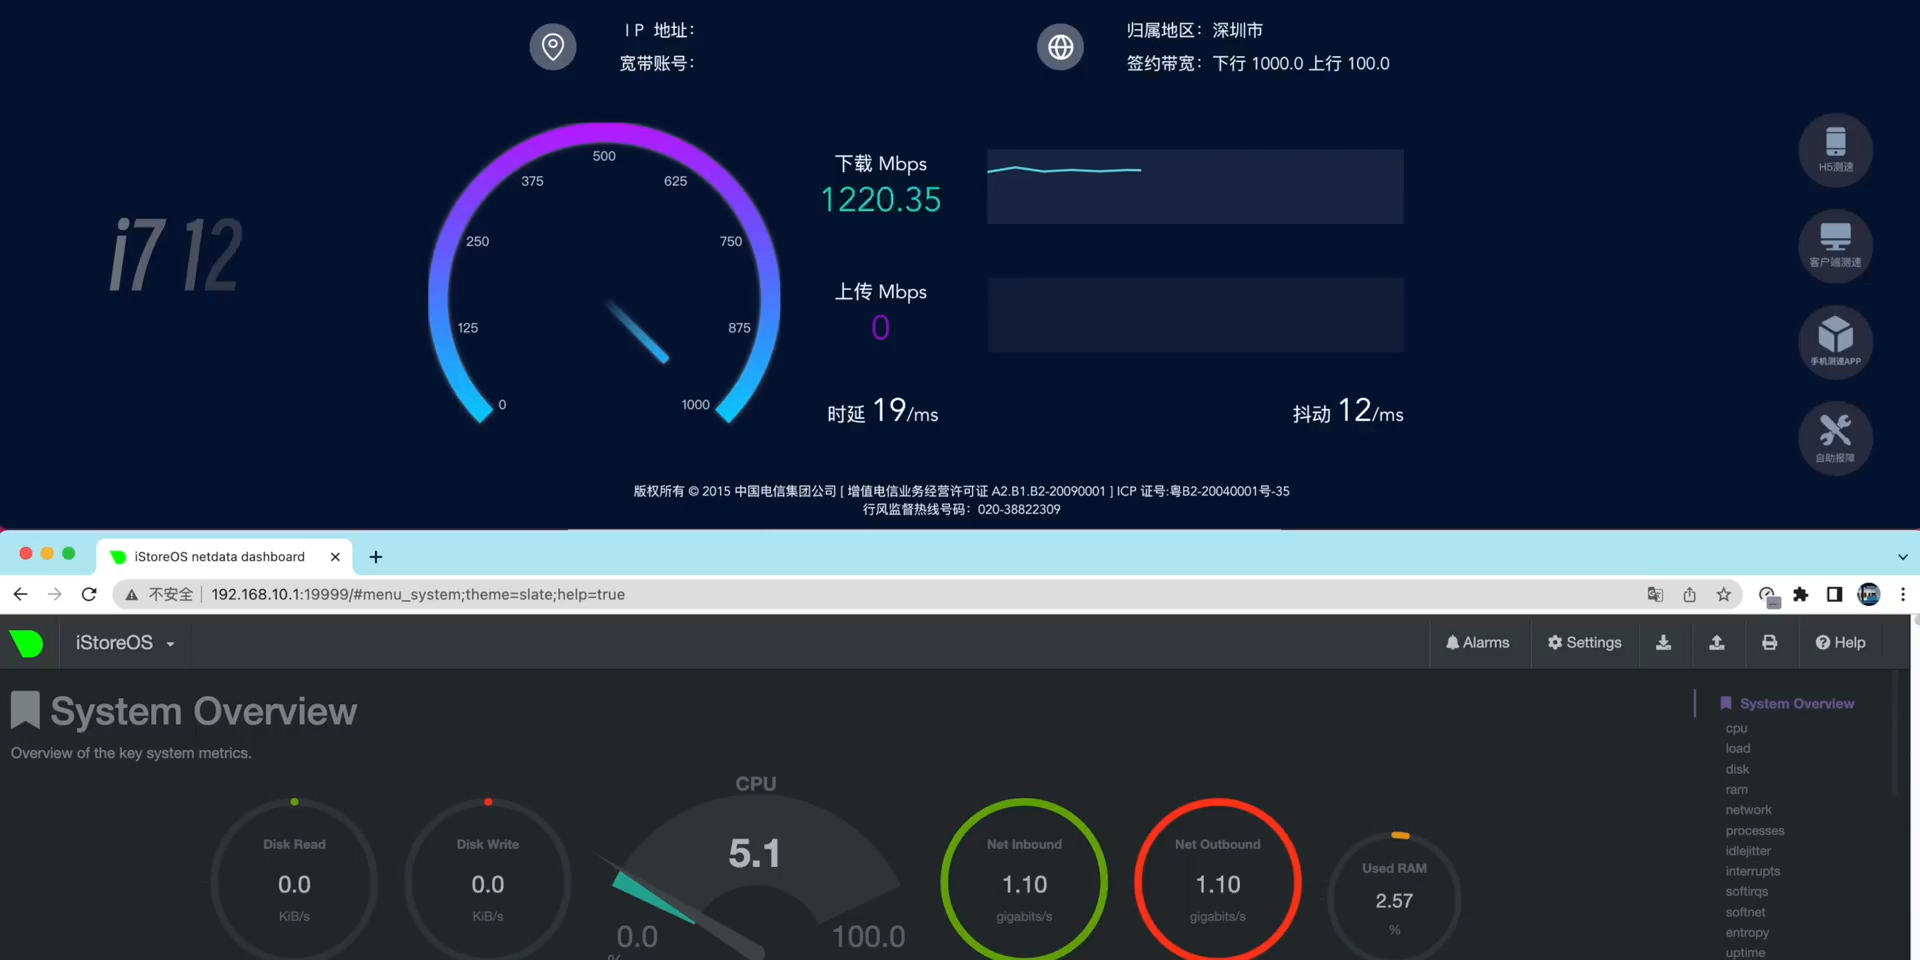 IP 地址：
宽带账号：
归属地区：深圳市
签约带宽：下行 1000.0 上行 100.0
i7 12
0
125
250
375
500
625
750
875
1000
下载 Mbps
1220.35
上传 Mbps
0
时延 19/ms
抖动 12/ms
H5测速
客户端测速
手机测速APP
自助报障
版权所有 © 2015 中国电信集团公司 [ 增值电信业务经营许可证 A2.B1.B2-20090001 ] ICP 证号:粤B2-20040001号-35
行风监督热线号码：020-38822309
iStoreOS netdata dashboard
不安全
192.168.10.1:19999/#menu_system;theme=slate;help=true
iStoreOS
Alarms
Settings
Help
System Overview
Overview of the key system metrics.
Disk Read
0.0
KiB/s
Disk Write
0.0
KiB/s
CPU
5.1
0.0
100.0
%
Net Inbound
1.10
gigabits/s
Net Outbound
1.10
gigabits/s
Used RAM
2.57
%
System Overview
cpu
load
disk
ram
network
processes
idlejitter
interrupts
softirqs
softnet
entropy
uptime